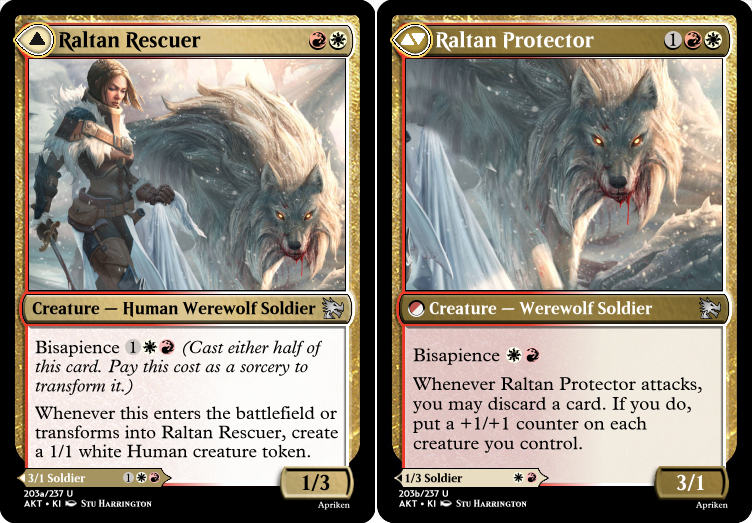 Raltan Rescuer
Creature — Human Werewolf Soldier
Bisapience 1 (Cast either half of
this card. Pay this cost as a sorcery to
transform it.)
Whenever this enters the battlefield or
transforms into Raltan Rescuer, create
a 1/1 white Human creature token.
3/1 Soldier 1
1/3
203a/237 U
AKT • KI Stu Harrington
Apriken
Raltan Protector 1
Creature — Werewolf Soldier
Bisapience
Whenever Raltan Protector attacks,
you may discard a card. If you do,
put a +1/+1 counter on each
creature you control.
1/3 Soldier
3/1
203b/237 U
AKT • KI Stu Harrington
Apriken